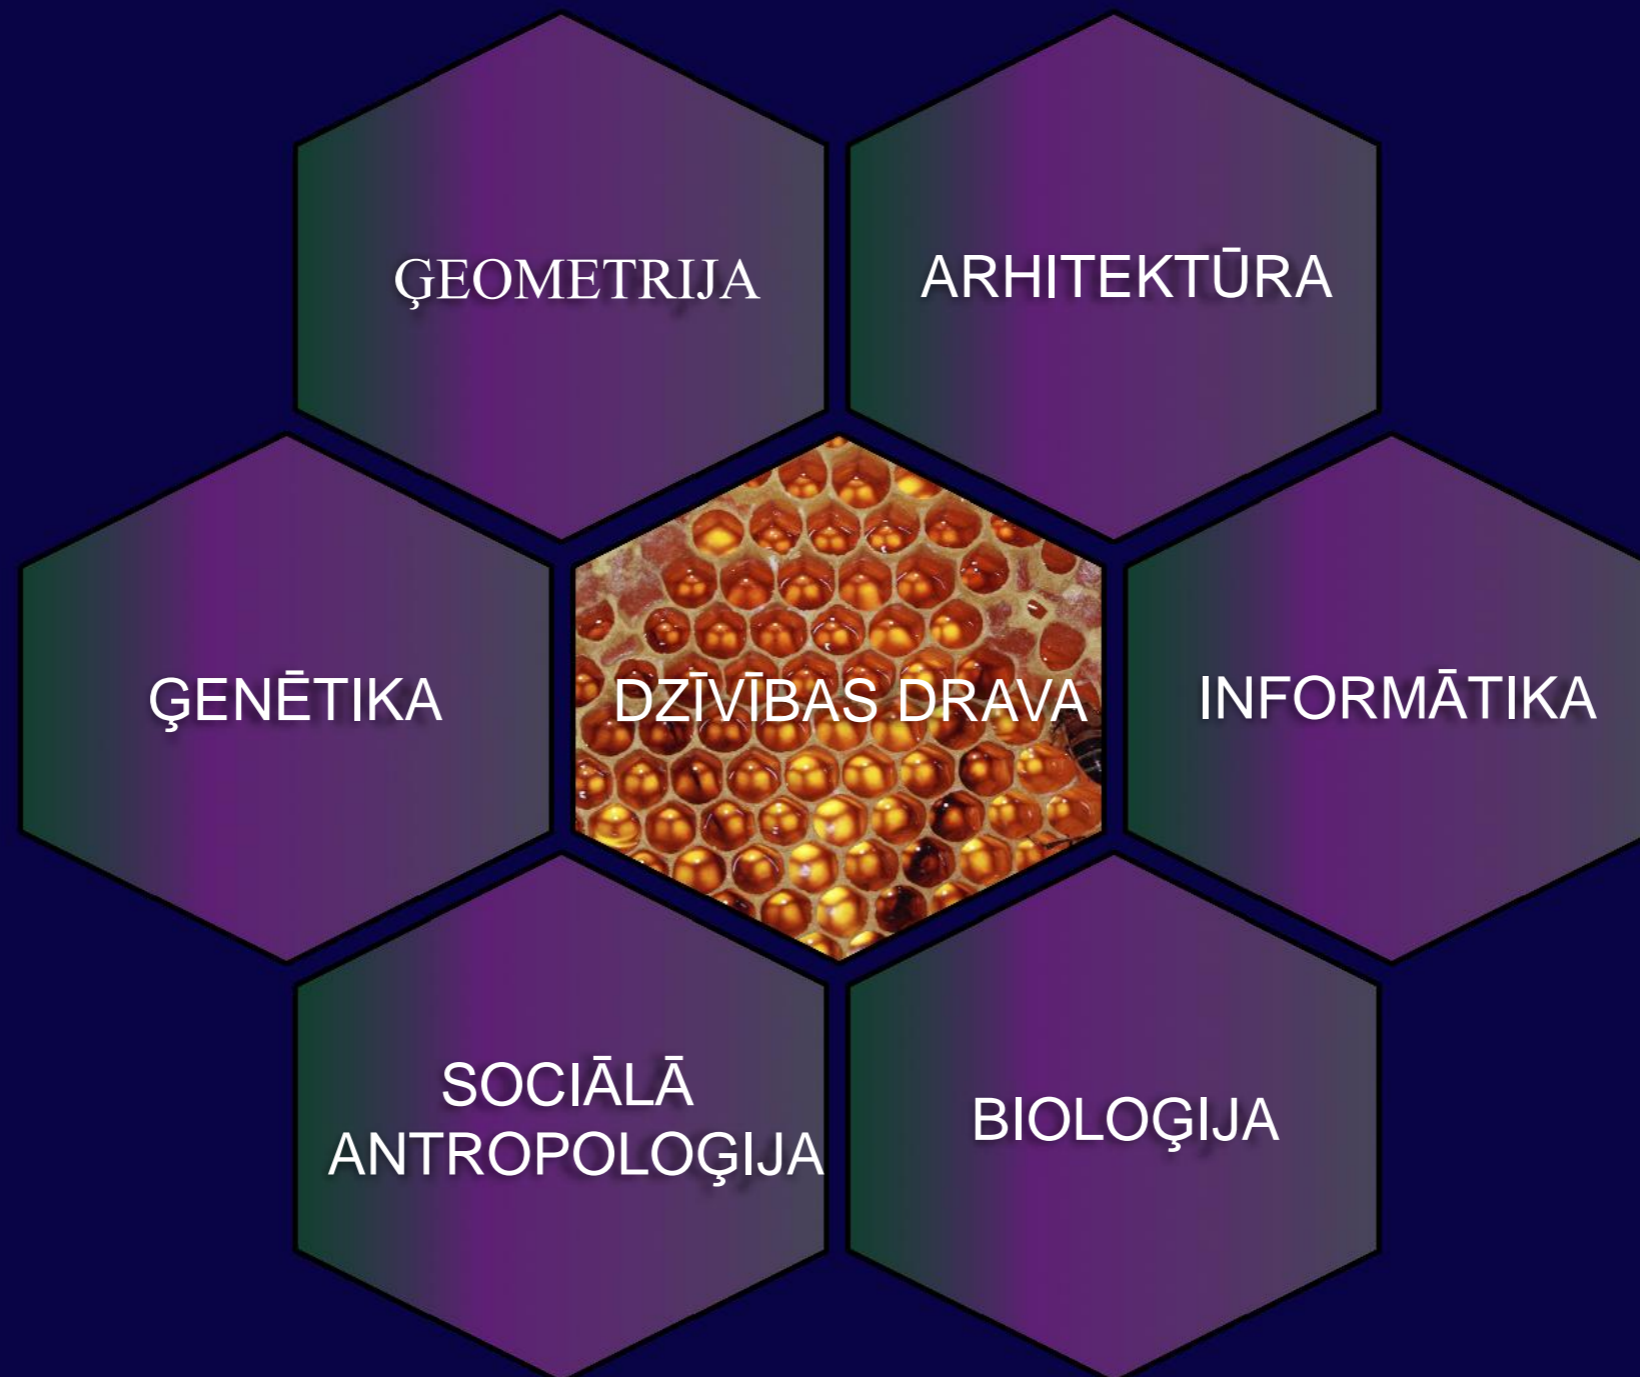 ĢEOMETRIJA
ARHITEKTŪRA
ĢENĒTIKA
DZĪVĪBAS DRAVA
INFORMĀTIKA
SOCIĀLĀ
ANTROPOLOĢIJA
BIOLOĢIJA